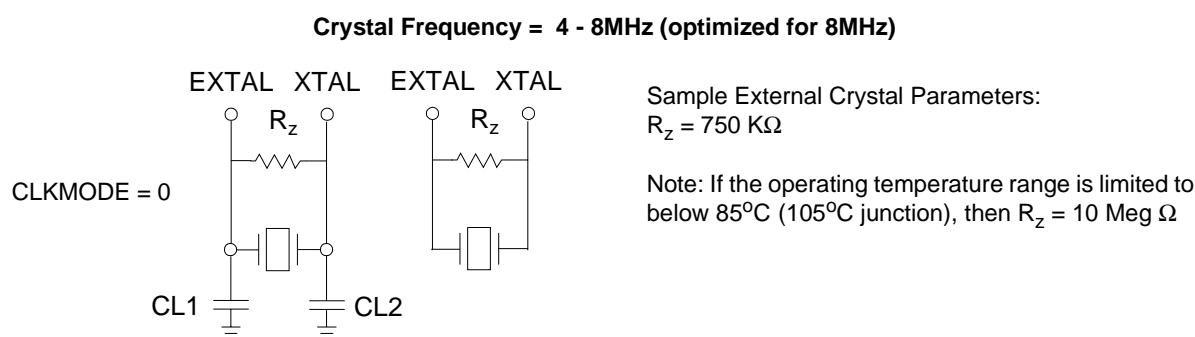 Crystal Frequency = 4 - 8MHz (optimized for 8MHz)
EXTAL XTAL
EXTAL XTAL
Rz
Rz
CLKMODE = 0
CL1
CL2
Sample External Crystal Parameters:
Rz = 750 KΩ
Note: If the operating temperature range is limited to
below 85oC (105oC junction), then Rz = 10 Meg Ω